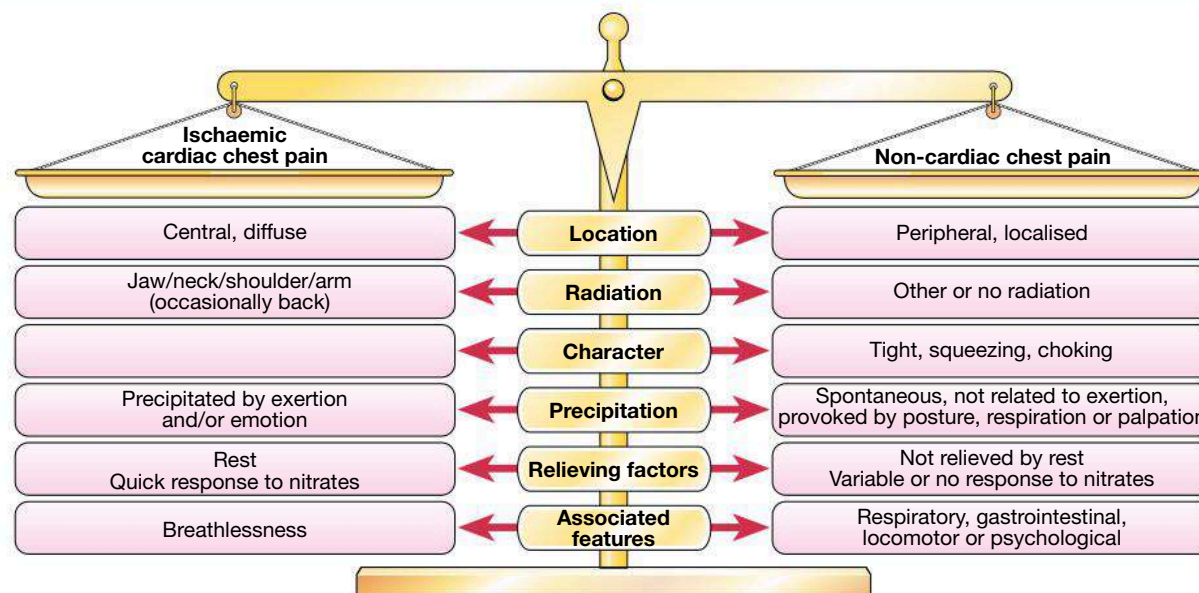 Ischaemic
cardiac chest pain
Non-cardiac chest pain
Central, diffuse
Location
Peripheral, localised
Jaw/neck/shoulder/arm
(occasionally back)
Radiation
Other or no radiation
Character
Tight, squeezing, choking
Precipitated by exertion
and/or emotion
Precipitation
Spontaneous, not related to exertion,
provoked by posture, respiration or palpation
Rest
Quick response to nitrates
Relieving factors
Not relieved by rest
Variable or no response to nitrates
Breathlessness
Associated
features
Respiratory, gastrointestinal,
locomotor or psychological